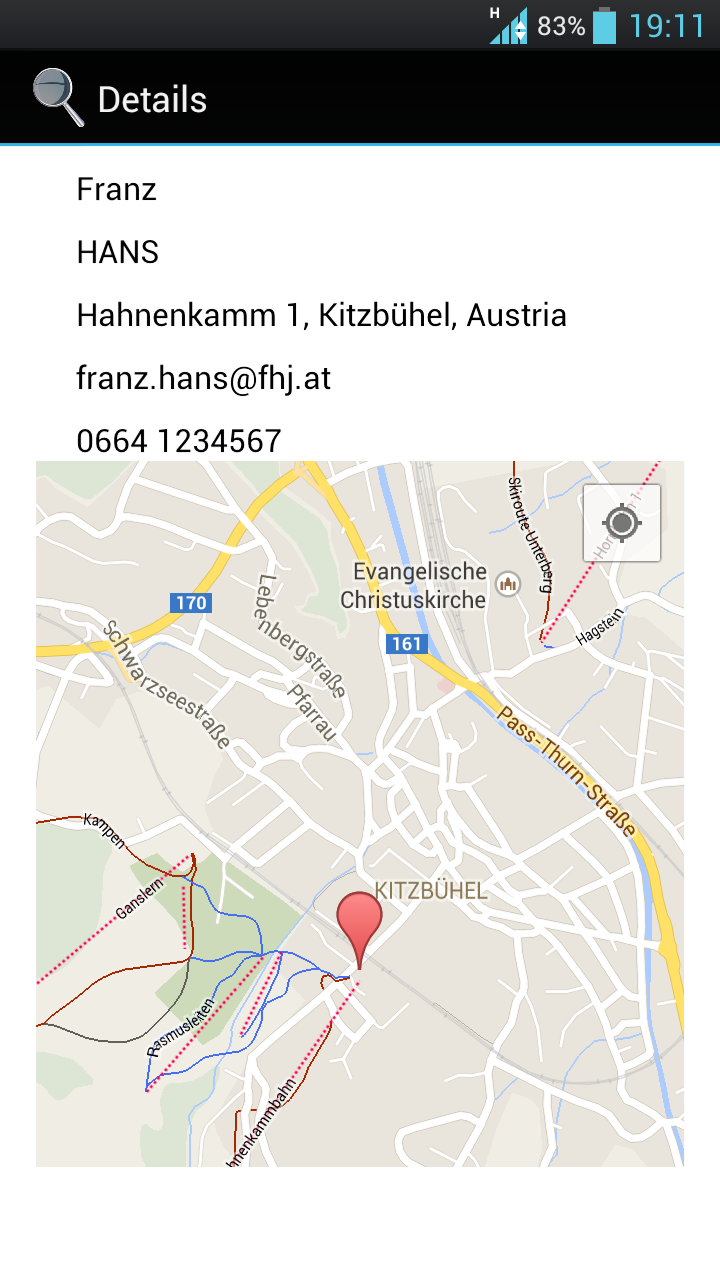 H 83% 19:11
Details
Franz
HANS
Hahnenkamm 1, Kitzbühel, Austria
franz.hans@fhj.at
0664 1234567
Skiroute Unterberg
Evangelische
Christuskirche
170
Lebenbergstraße
161
Hagstein
Schwarzseestraße
Pfarrau
Pass-Thurn-Straße
Kampen
KITZBÜHEL
Ganslern
Rasmusleiten
hnenkammbahn